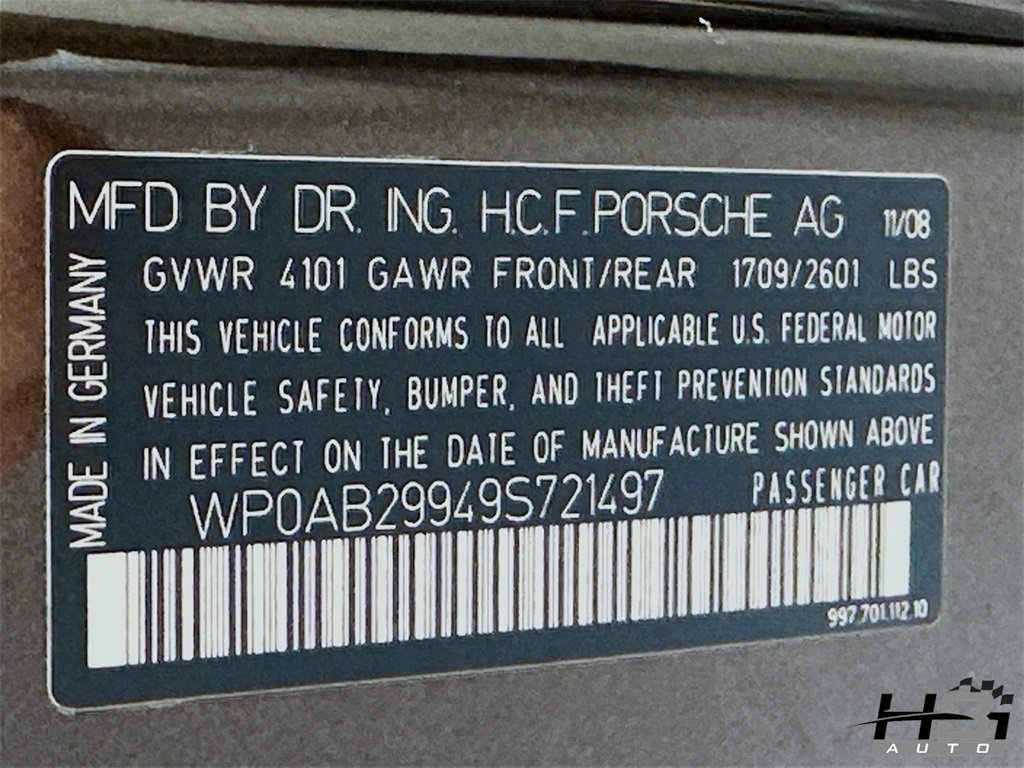 MFD BY DR. ING. H.C.F. PORSCHE AG 11/08
GVWR 4101 GAWR FRONT/REAR 1709/2601 LBS
THIS VEHICLE CONFORMS TO ALL APPLICABLE U.S. FEDERAL MOTOR
VEHICLE SAFETY, BUMPER, AND THEFT PREVENTION STANDARDS
IN EFFECT ON THE DATE OF MANUFACTURE SHOWN ABOVE
WP0AB29949S721497 PASSENGER CAR
MADE IN GERMANY
997.701.112.10
HGI
AUTO